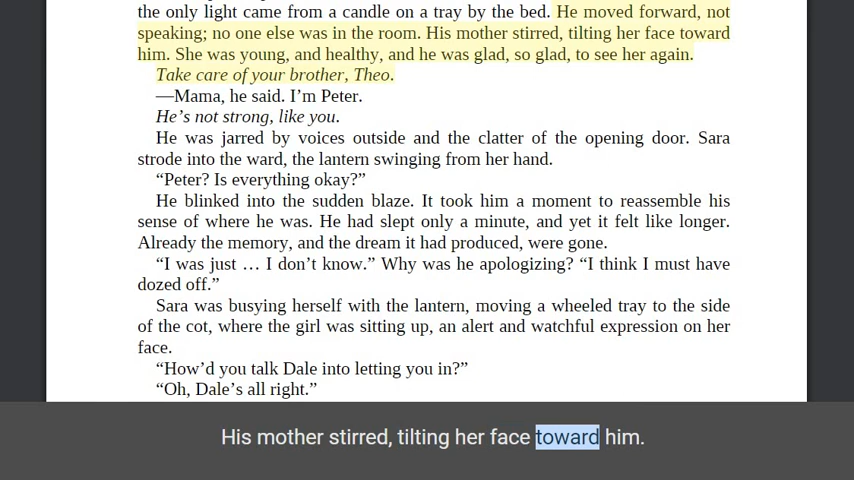 the only light came from a candle on a tray by the bed. He moved forward, not
speaking; no one else was in the room. His mother stirred, tilting her face toward
him. She was young, and healthy, and he was glad, so glad, to see her again.
Take care of your brother, Theo.
—Mama, he said. I’m Peter.
He’s not strong, like you.
He was jarred by voices outside and the clatter of the opening door. Sara
strode into the ward, the lantern swinging from her hand.
“Peter? Is everything okay?”
He blinked into the sudden blaze. It took him a moment to reassemble his
sense of where he was. He had slept only a minute, and yet it felt like longer.
Already the memory, and the dream it had produced, were gone.
“I was just … I don’t know.” Why was he apologizing? “I think I must have
dozed off.”
Sara was busying herself with the lantern, moving a wheeled tray to the side
of the cot, where the girl was sitting up, an alert and watchful expression on her
face.
“How’d you talk Dale into letting you in?”
“Oh, Dale’s all right.”
His mother stirred, tilting her face toward him.